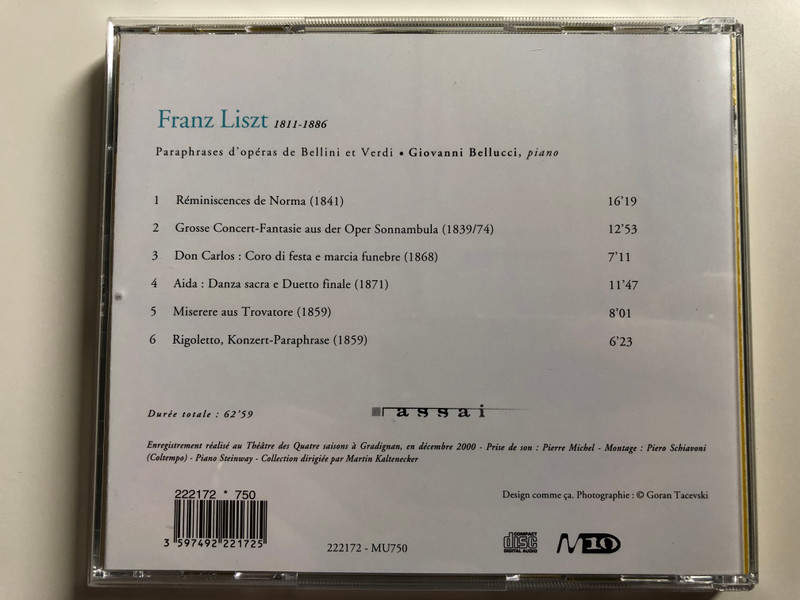 Franz Liszt 1811-1886
Paraphrases d'opéras de Bellini et Verdi • Giovanni Bellucci, piano
1 Réminiscences de Norma (1841) 16'19
2 Grosse Concert-Fantasie aus der Oper Sonnambula (1839/74) 12'53
3 Don Carlos : Coro di festa e marcia funebre (1868) 7'11
4 Aida : Danza sacra e Duetto finale (1871) 11'47
5 Miserere aus Trovatore (1859) 8'01
6 Rigoletto, Konzert-Paraphrase (1859) 6'23
Durée totale : 62'59
assai
Enregistrement réalisé au Théâtre des Quatre saisons à Gradignan, en décembre 2000 - Prise de son : Pierre Michel - Montage : Piero Schiavoni
(Coltempo) - Piano Steinway - Collection dirigiée par Martin Kaltenecker
222172 * 750
3 597492 221725
Design comme ça. Photographie : © Goran Tacevski
222172 - MU750
COMPACT
disc
DIGITAL AUDIO
M10